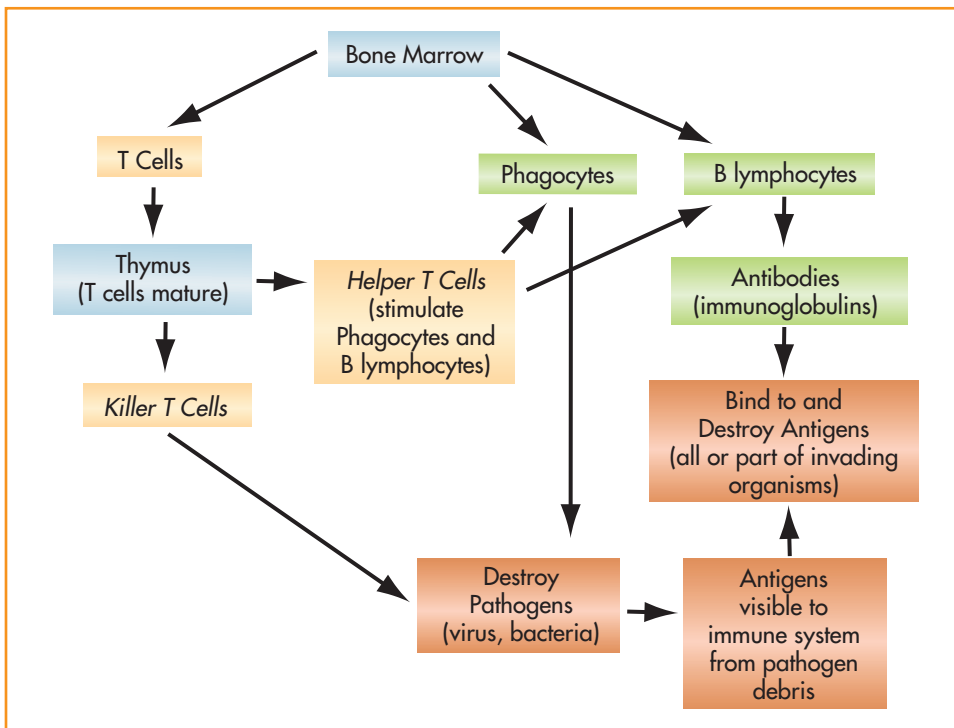 Bone Marrow
T Cells
Phagocytes
B lymphocytes
Thymus
(T cells mature)
Helper T Cells
(stimulate
Phagocytes and
B lymphocytes)
Antibodies
(immunoglobulins)
Killer T Cells
Bind to and
Destroy Antigens
(all or part of invading
organisms)
Destroy
Pathogens
(virus, bacteria)
Antigens
visible to
immune system
from pathogen
debris